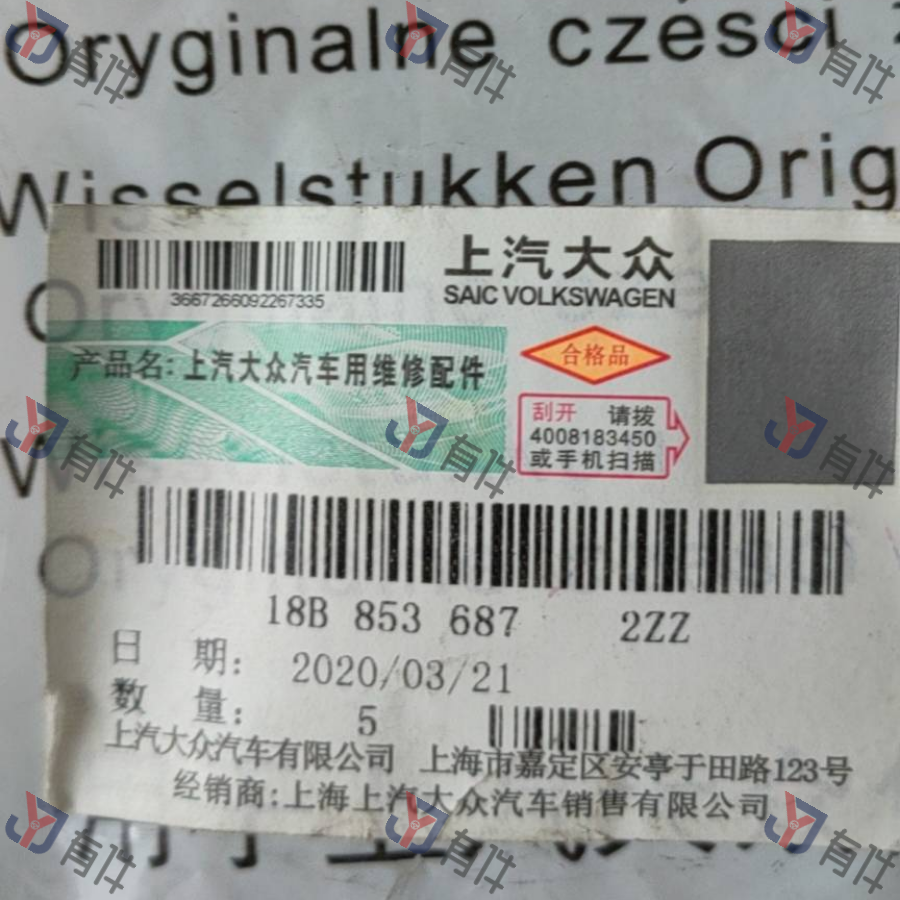 Oryginalne części
Wisselstukken Orig
3667266092267335
上汽大众
SAIC VOLKSWAGEN
产品名: 上汽大众汽车用维修配件
合格品
刮开 请拨
4008183450
或手机扫描
18B 853 687 2ZZ
日 期: 2020/03/21
数 量: 5
上汽大众汽车有限公司 上海市嘉定区安亭于田路123号
经销商:上海上汽大众汽车销售有限公司
有件